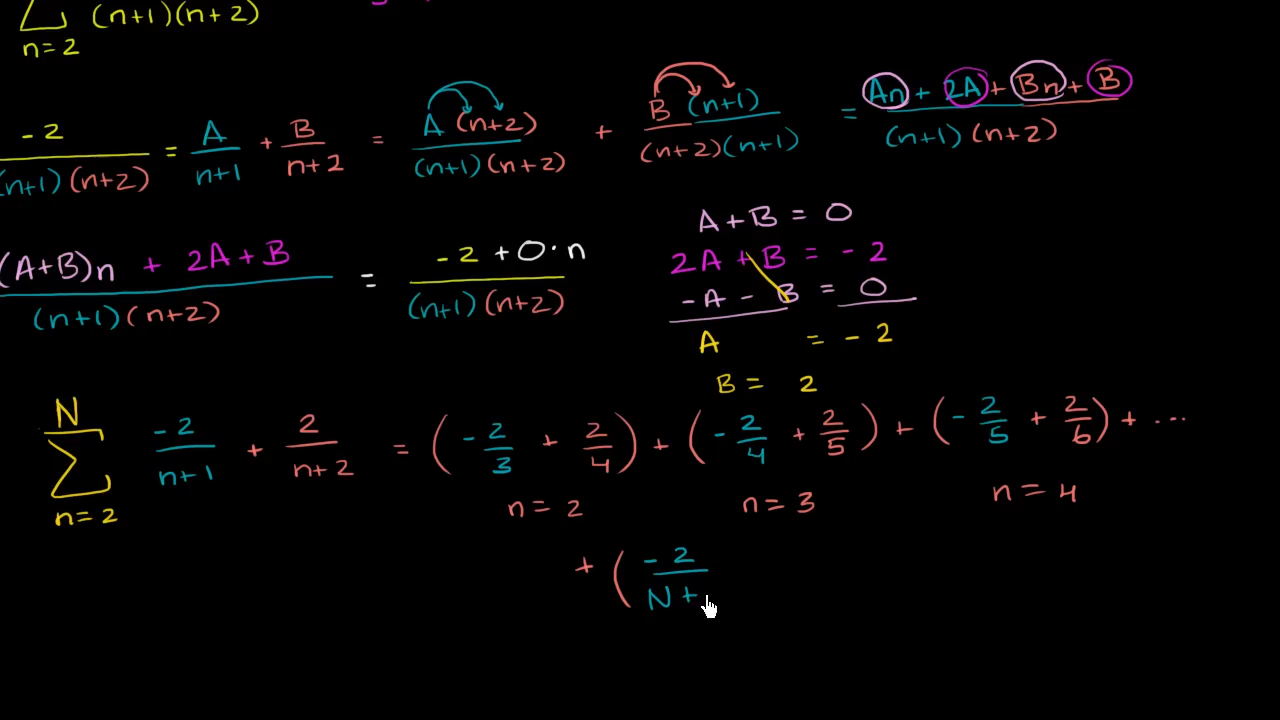 ∑ (n+1)(n+2)
n=2
-2/((n+1)(n+2)) = A/(n+1) + B/(n+2) = A(n+2)/((n+1)(n+2)) + B(n+1)/((n+2)(n+1)) = (An + 2A + Bn + B)/((n+1)(n+2))
((A+B)n + 2A+B)/((n+1)(n+2)) = (-2 + 0·n)/((n+1)(n+2))
A+B = 0
2A + B = -2
-A - B = 0
A = -2
B = 2
N
∑ -2/(n+1) + 2/(n+2) = (-2/3 + 2/4) + (-2/4 + 2/5) + (-2/5 + 2/6) + ...
n=2
n=2 n=3 n=4
+ (-2/(N+